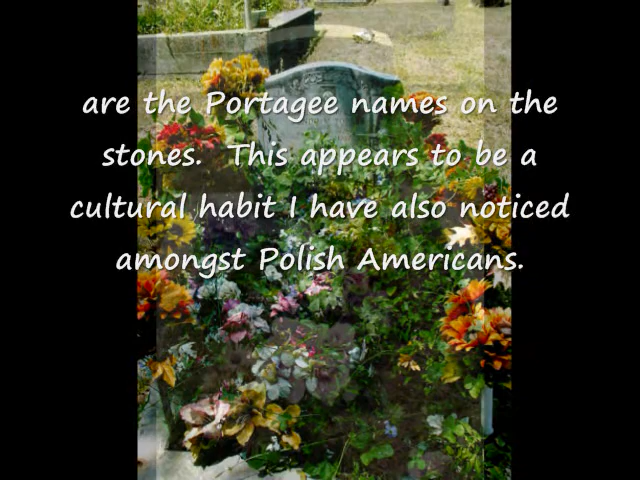 are the Portagee names on the
stones. This appears to be a
cultural habit I have also noticed
amongst Polish Americans.